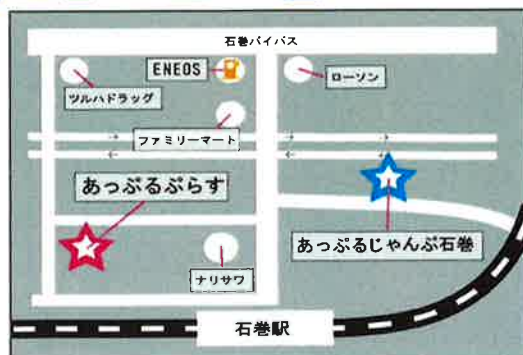 石巻バイパス
ENEOS
ツルハドラッグ
ローソン
ファミリーマート
あっぷるぷらす
あっぷるじゃんぷ石巻
ナリサワ
石巻駅